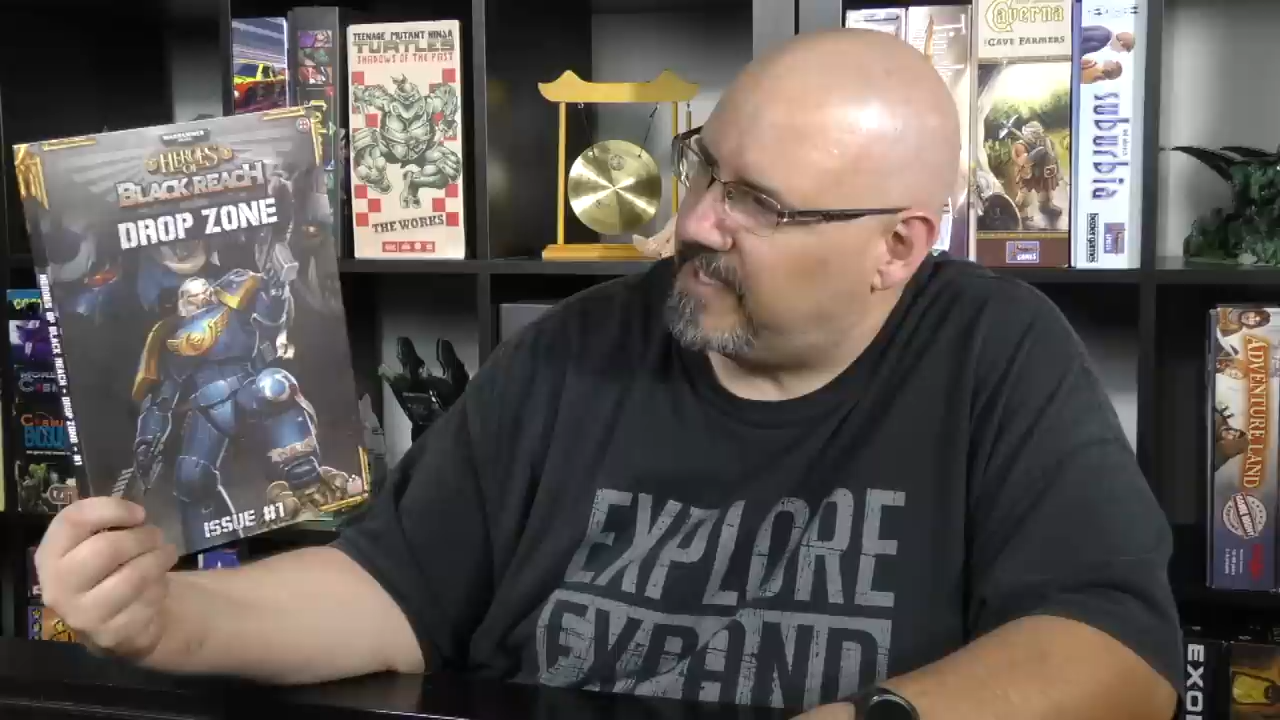 WARHAMMER
HEROES
OF
BLACK REACH
DROP ZONE
ISSUE #1
HEROES OF BLACK REACH • DROP ZONE • #1
TEENAGE MUTANT NINJA
TURTLES
SHADOWS OF THE PAST
THE WORKS
Caverna
THE CAVE FARMERS
suburbia
ADVENTURE LAND
EXPLORE
EXPAND